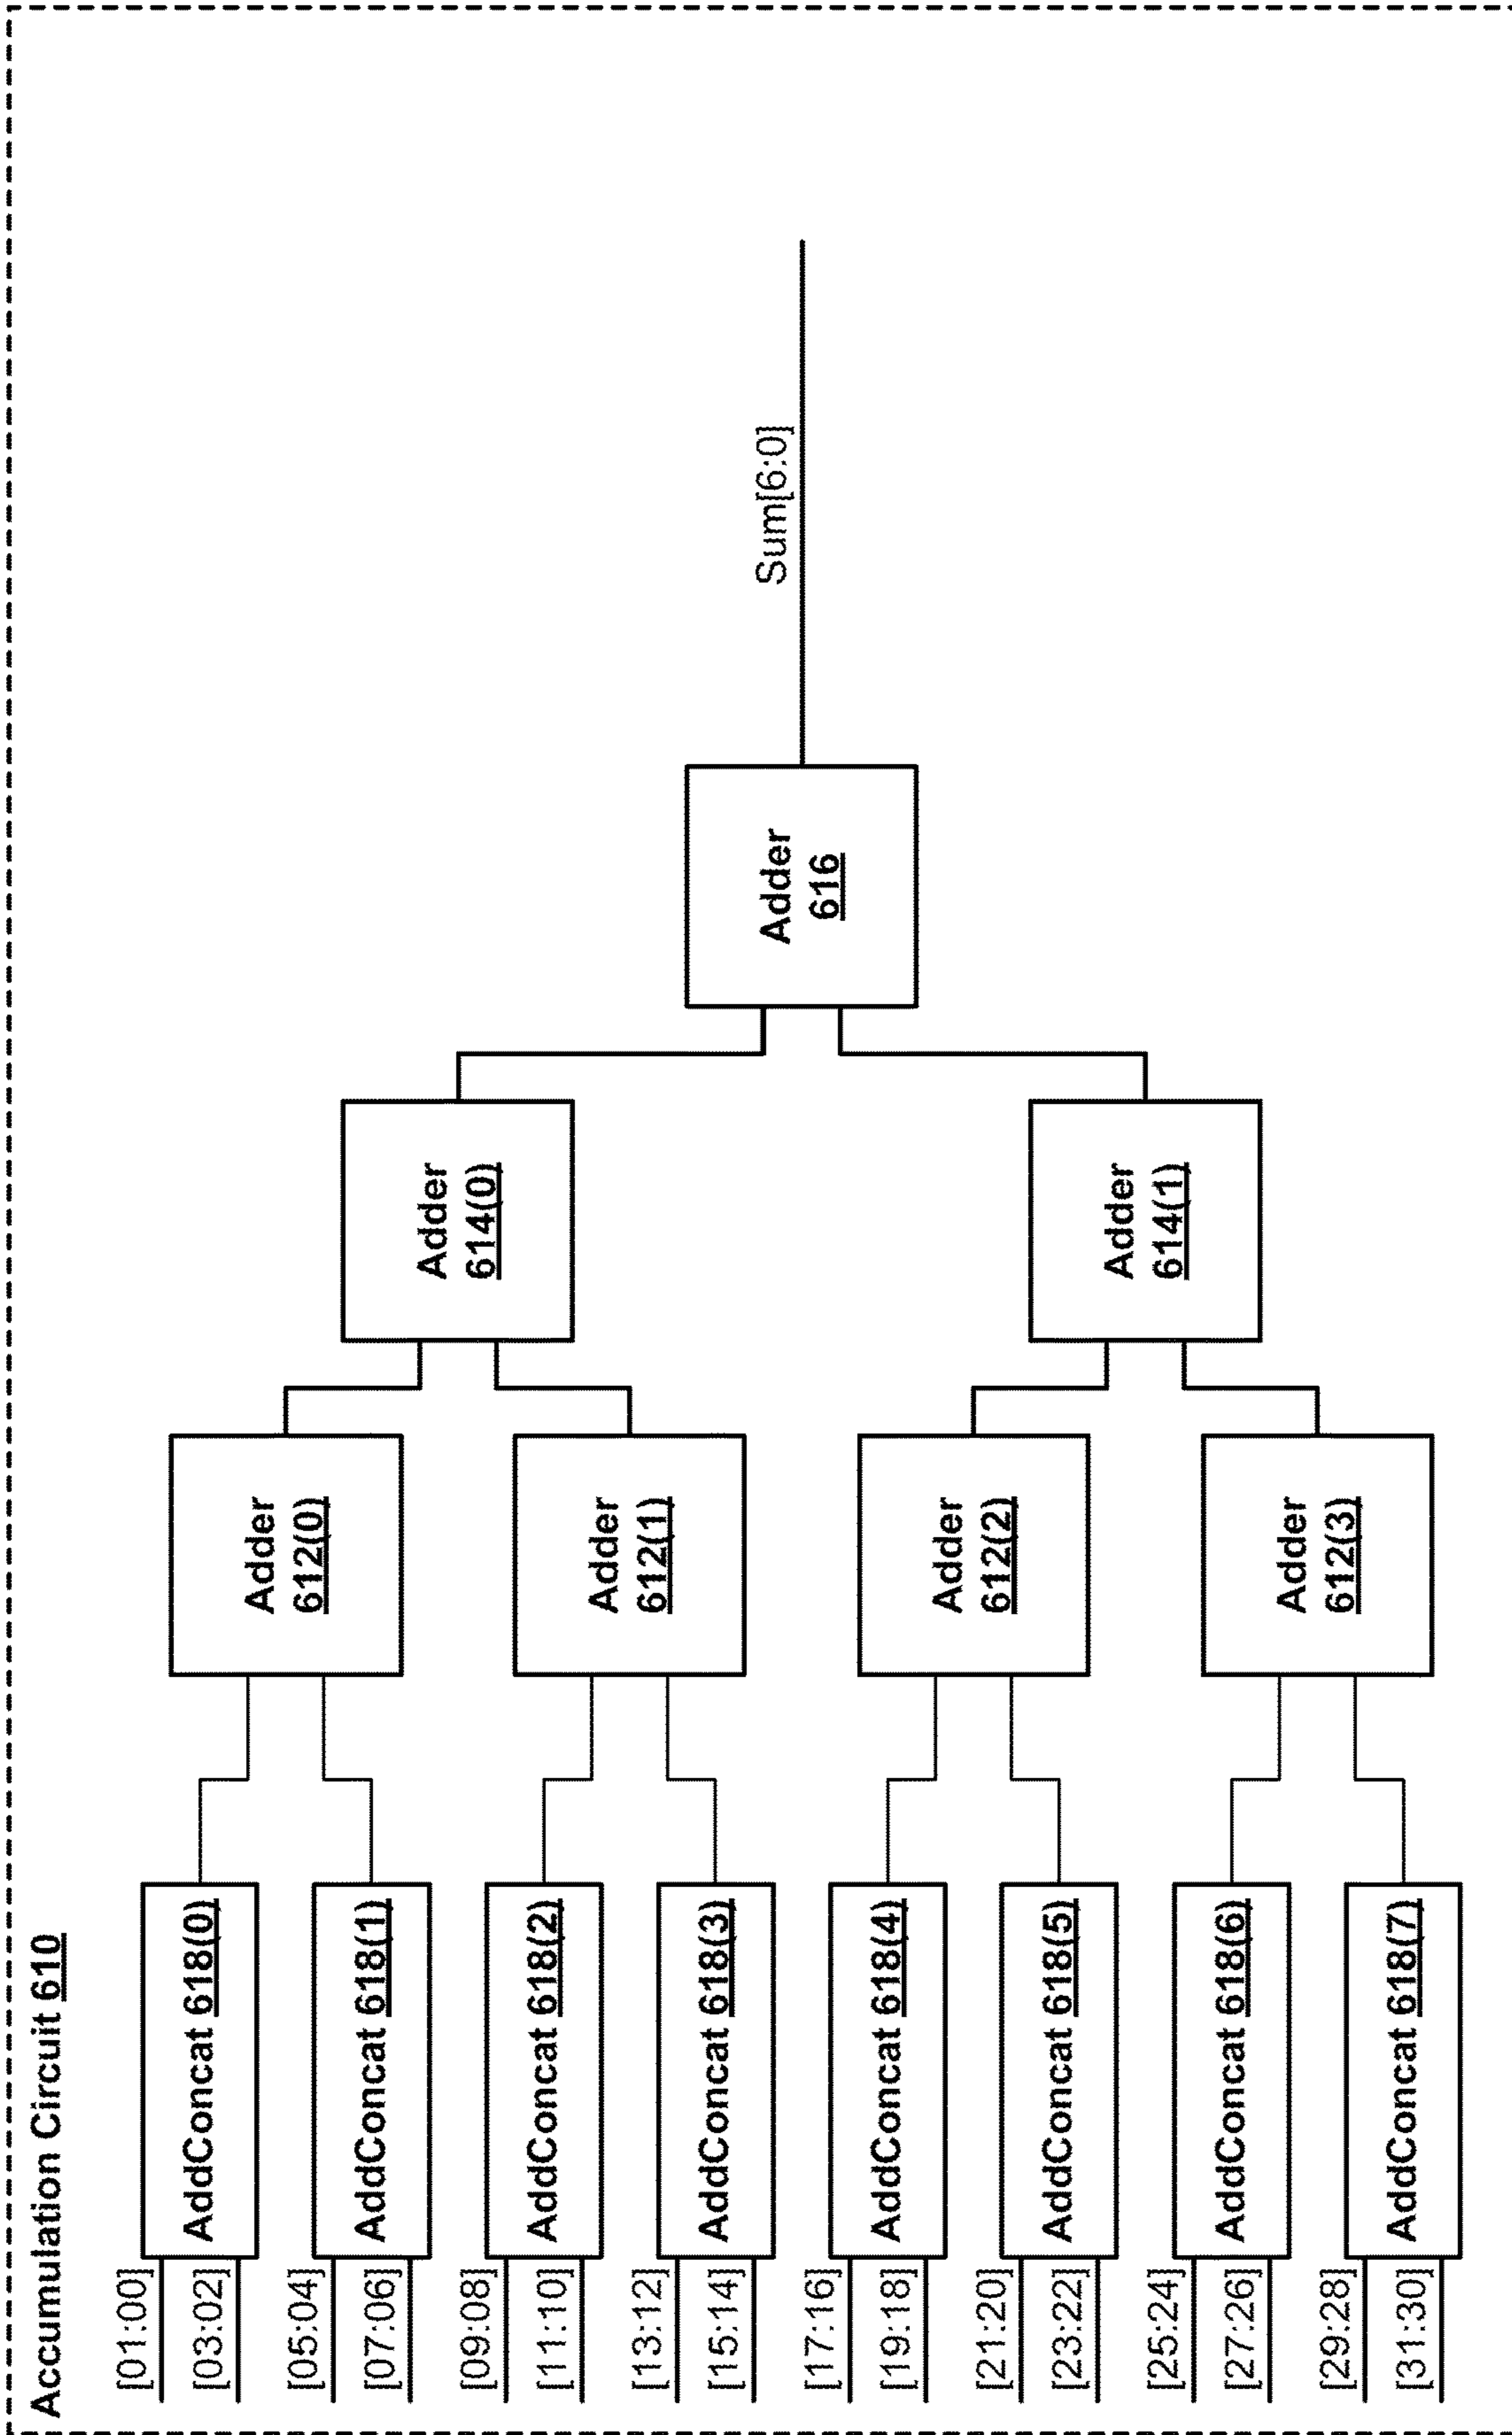 Accumulation Circuit 610
[01:00]
[03:02]
AddConcat 618(0)
[05:04]
[07:06]
AddConcat 618(1)
[09:08]
[11:10]
AddConcat 618(2)
[13:12]
[15:14]
AddConcat 618(3)
[17:16]
[19:18]
AddConcat 618(4)
[21:20]
[23:22]
AddConcat 618(5)
[25:24]
[27:26]
AddConcat 618(6)
[29:28]
[31:30]
AddConcat 618(7)
Adder
612(0)
Adder
612(1)
Adder
612(2)
Adder
612(3)
Adder
614(0)
Adder
614(1)
Adder
616
Sum[6:0]